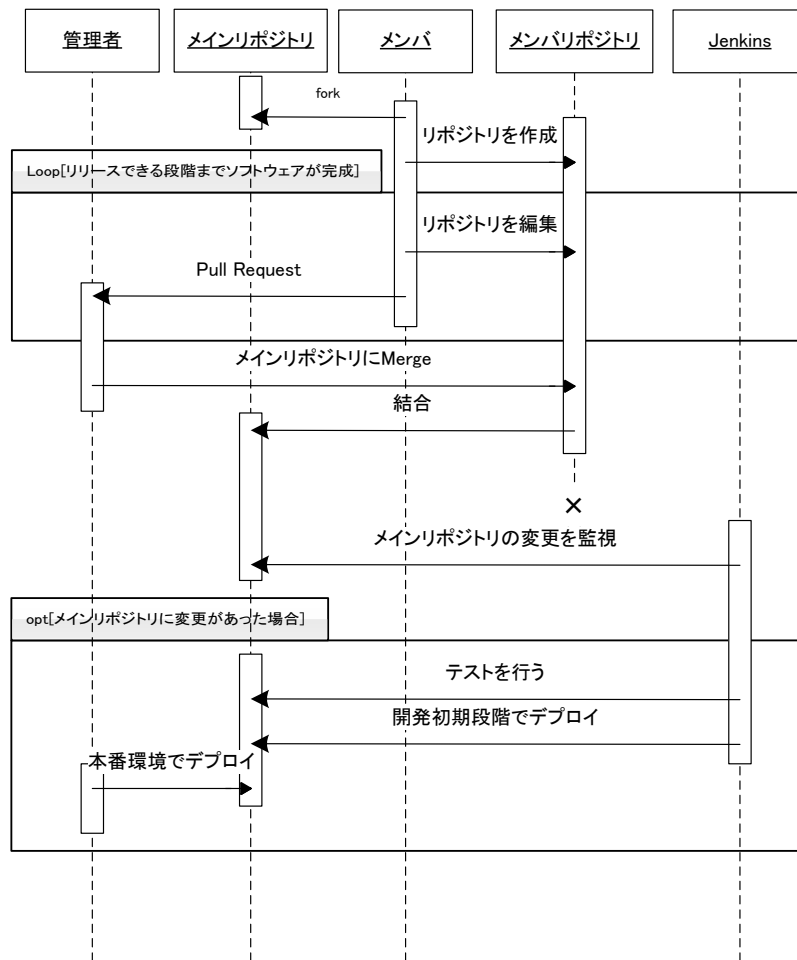 管理者
メインリポジトリ
メンバ
メンバリポジトリ
Jenkins
fork
リポジトリを作成
Loop[リリースできる段階までソフトウェアが完成]
リポジトリを編集
Pull Request
メインリポジトリにMerge
結合
メインリポジトリの変更を監視
opt[メインリポジトリに変更があった場合]
テストを行う
開発初期段階でデプロイ
本番環境でデプロイ